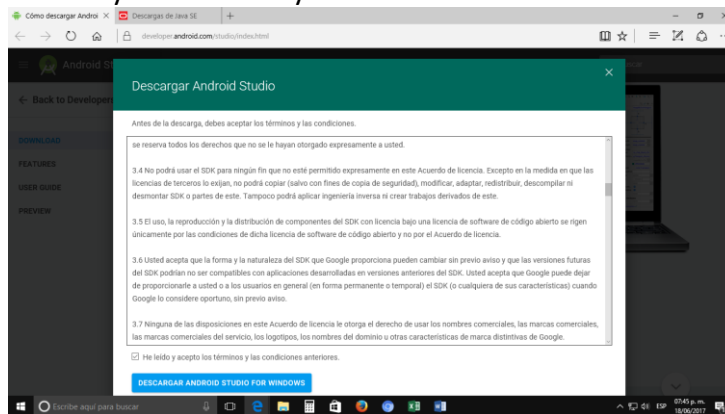 Cómo descargar Androi
Descargas de Java SE
developer.android.com/studio/index.html
Android St
Back to Developer
DOWNLOAD
FEATURES
USER GUIDE
PREVIEW
Descargar Android Studio
Antes de la descarga, debes aceptar los términos y las condiciones.
se reserva todos los derechos que no se le hayan otorgado expresamente a usted.
3.4 No podrá usar el SDK para ningún fin que no esté permitido expresamente en este Acuerdo de licencia. Excepto en la medida en que las
licencias de terceros lo exijan, no podrá copiar (salvo con fines de copia de seguridad), modificar, adaptar, redistribuir, descompilar ni
desmontar SDK o partes de este. Tampoco podrá aplicar ingeniería inversa ni crear trabajos derivados de este.
3.5 El uso, la reproducción y la distribución de componentes del SDK con licencia bajo una licencia de software de código abierto se rigen
únicamente por las condiciones de dicha licencia de software de código abierto y no por el Acuerdo de licencia.
3.6 Usted acepta que la forma y la naturaleza del SDK que Google proporciona pueden cambiar sin previo aviso y que las versiones futuras
del SDK podrían no ser compatibles con aplicaciones desarrolladas en versiones anteriores del SDK. Usted acepta que Google puede dejar
de proporcionarle a usted o a los usuarios en general (en forma permanente o temporal) el SDK (o cualquiera de sus características) cuando
Google lo considere oportuno, sin previo aviso.
3.7 Ninguna de las disposiciones en este Acuerdo de licencia le otorga el derecho de usar los nombres comerciales, las marcas comerciales,
las marcas comerciales del servicio, los logotipos, los nombres del dominio u otras características de marca distintivas de Google.
He leído y acepto los términos y las condiciones anteriores.
DESCARGAR ANDROID STUDIO FOR WINDOWS
Escribe aquí para buscar
ESP
07:45 p. m.
18/06/2017